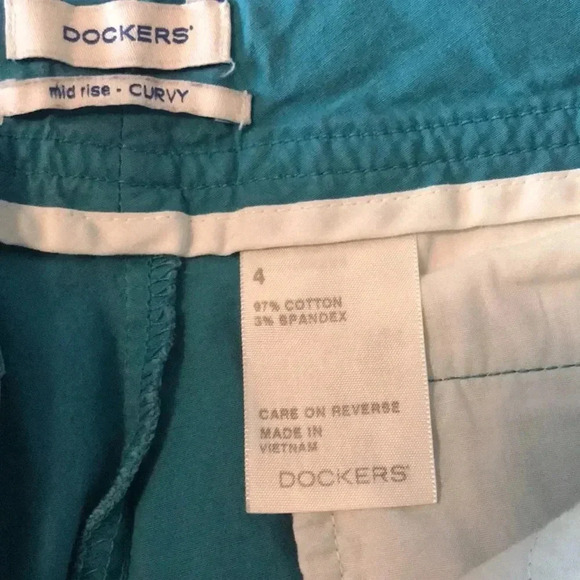 DOCKERS®
mid rise - CURVY
4
97% COTTON
3% SPANDEX
CARE ON REVERSE
MADE IN
VIETNAM
DOCKERS®